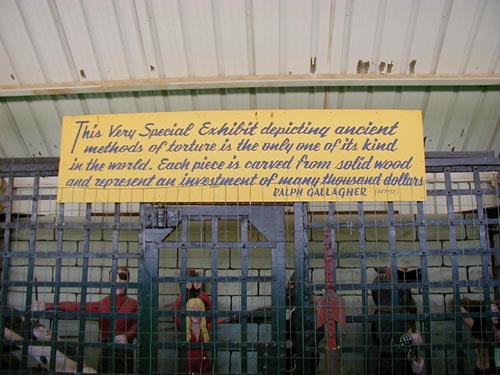 This Very Special Exhibit depicting ancient
methods of torture is the only one of its kind
in the world. Each piece is carved from solid wood
and represent an investment of many thousand dollars
RALPH GALLAGHER (ARTIST)